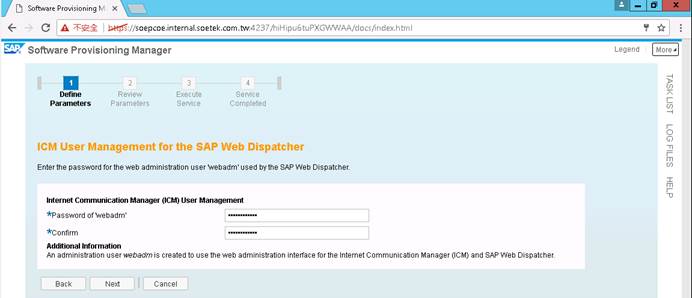 Software Provisioning M
不安全
https://soepcoe.internal.soetek.com.tw:4237/hiHipu6tuPXGWWAA/docs/index.html
SAP Software Provisioning Manager
Legend
More
1
2
3
4
Define Parameters
Review Parameters
Execute Service
Service Completed
TASK LIST
LOG FILES
HELP
ICM User Management for the SAP Web Dispatcher
Enter the password for the web administration user 'webadm' used by the SAP Web Dispatcher.
Internet Communication Manager (ICM) User Management
*Password of 'webadm'
••••••••••••
*Confirm
••••••••••••
Additional Information
An administration user webadm is created to use the web administration interface for the Internet Communication Manager (ICM) and SAP Web Dispatcher.
Back
Next
Cancel